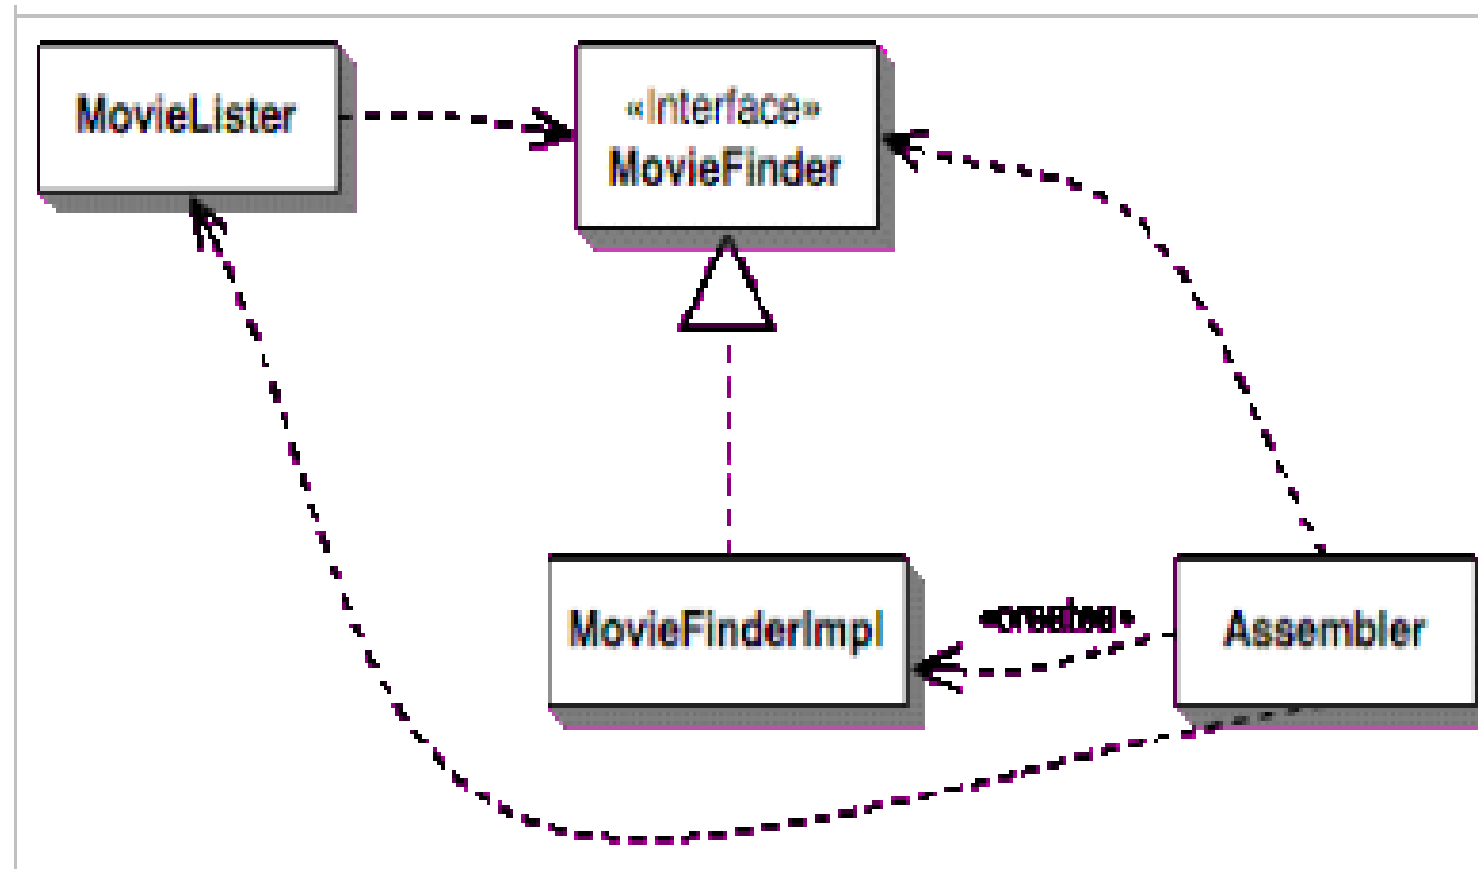 MovieLister
«Interface»
MovieFinder
MovieFinderImpl
«creates»
Assembler